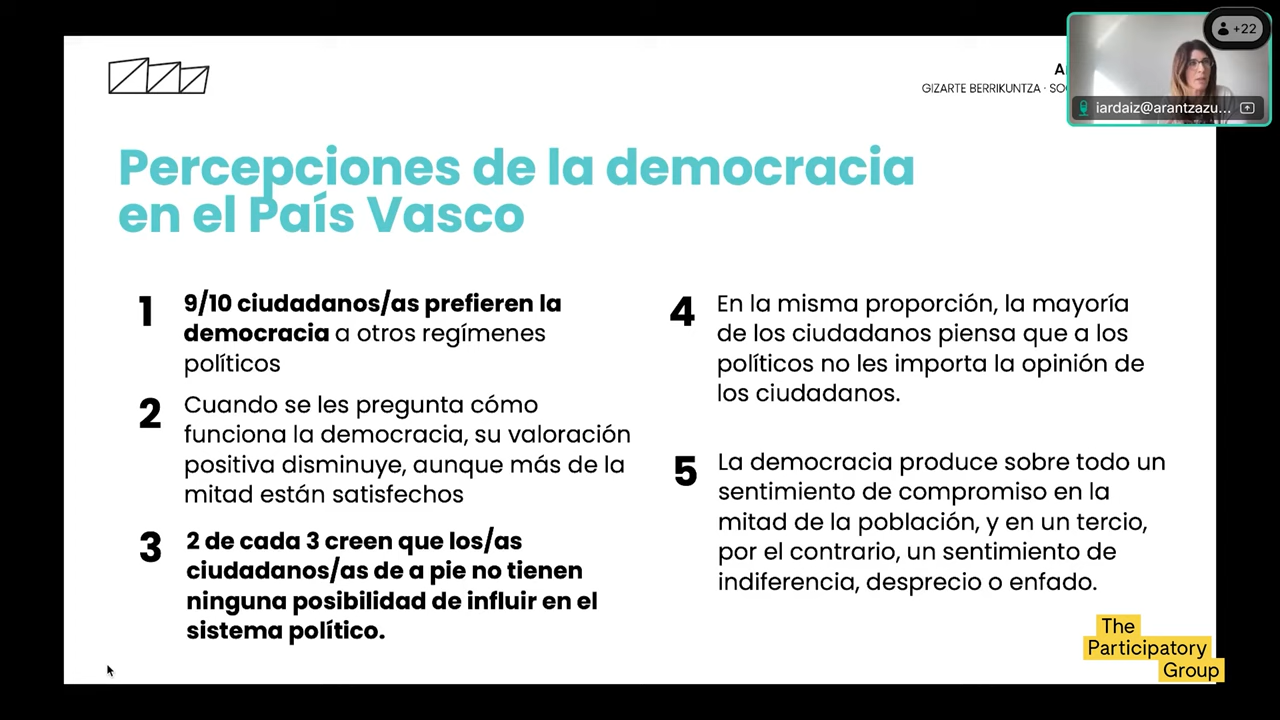 +22
iardaiz@arantzazu...
GIZARTE BERRIKUNTZA ·
Percepciones de la democracia
en el País Vasco
1
9/10 ciudadanos/as prefieren la
democracia a otros regímenes
políticos
2
Cuando se les pregunta cómo
funciona la democracia, su valoración
positiva disminuye, aunque más de la
mitad están satisfechos
3
2 de cada 3 creen que los/as
ciudadanos/as de a pie no tienen
ninguna posibilidad de influir en el
sistema político.
4
En la misma proporción, la mayoría
de los ciudadanos piensa que a los
políticos no les importa la opinión de
los ciudadanos.
5
La democracia produce sobre todo un
sentimiento de compromiso en la
mitad de la población, y en un tercio,
por el contrario, un sentimiento de
indiferencia, desprecio o enfado.
The
Participatory
Group